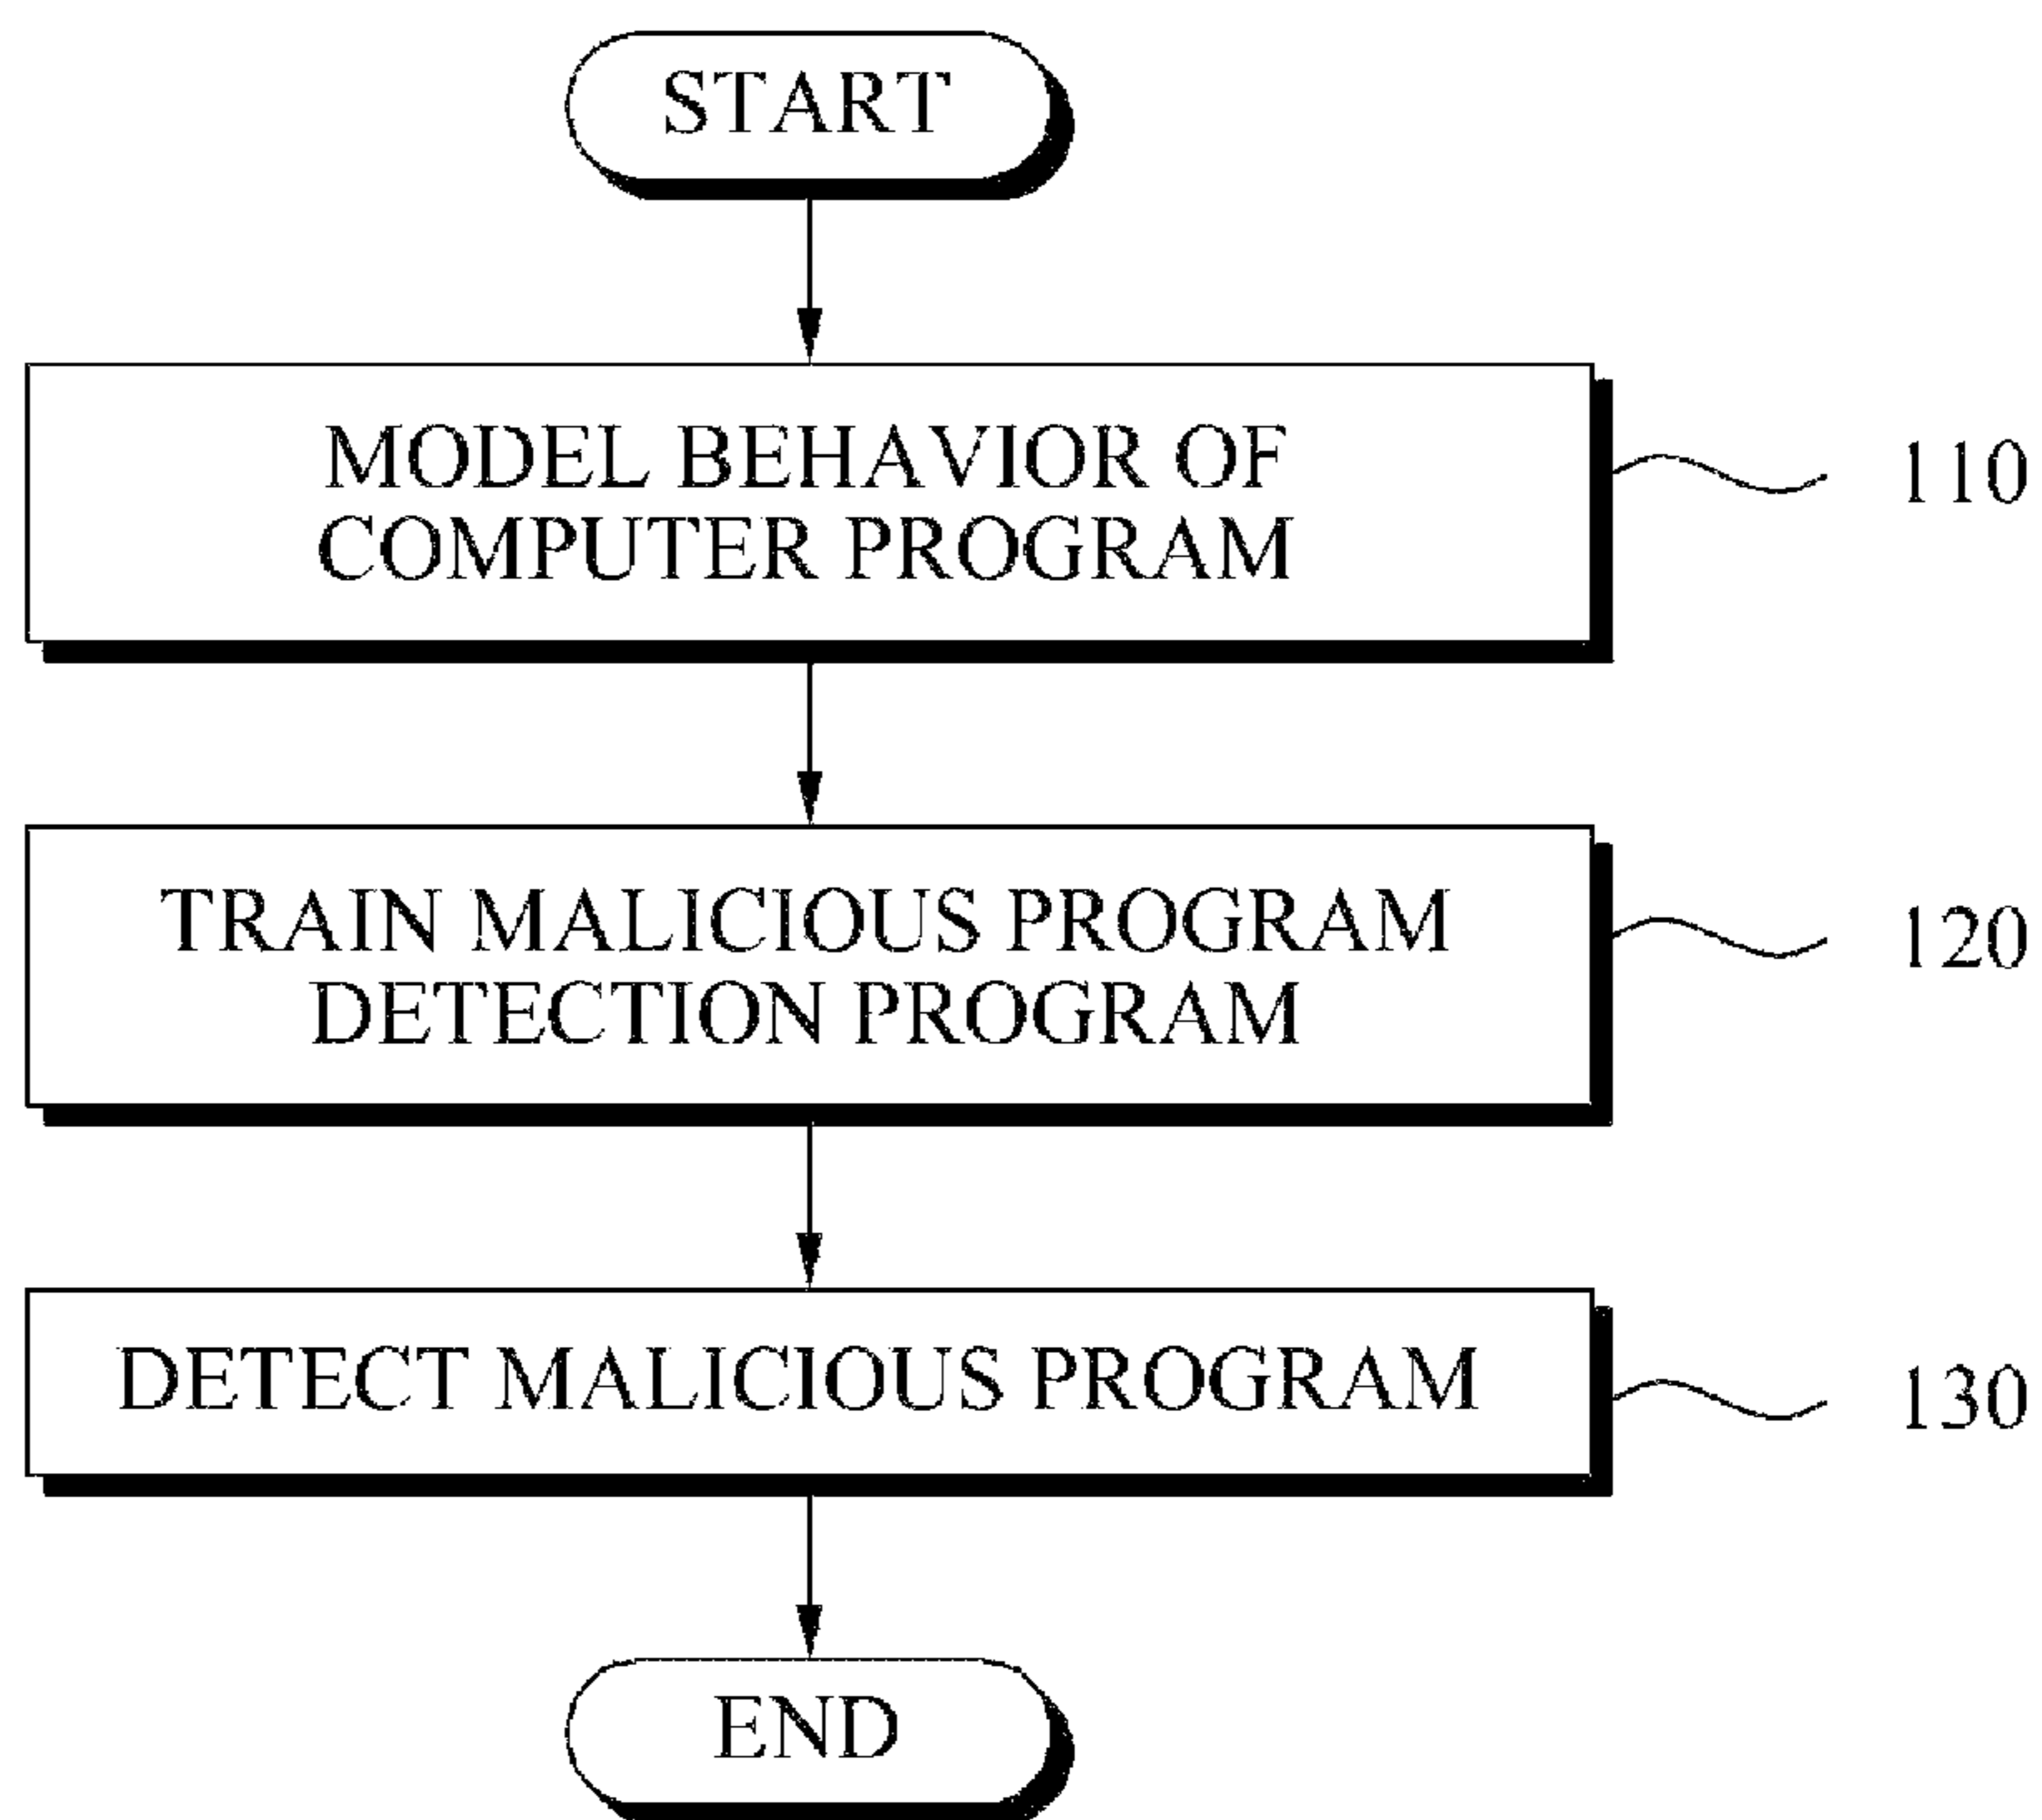 START
MODEL BEHAVIOR OF
COMPUTER PROGRAM
110
TRAIN MALICIOUS PROGRAM
DETECTION PROGRAM
120
DETECT MALICIOUS PROGRAM
130
END